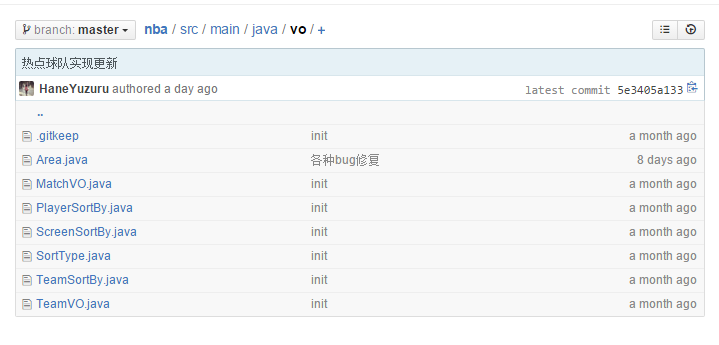 branch: master nba / src / main / java / vo / +
热点球队实现更新
HaneYuzuru authored a day ago latest commit 5e3405a133
..
.gitkeep init a month ago
Area.java 各种bug修复 8 days ago
MatchVO.java init a month ago
PlayerSortBy.java init a month ago
ScreenSortBy.java init a month ago
SortType.java init a month ago
TeamSortBy.java init a month ago
TeamVO.java init a month ago